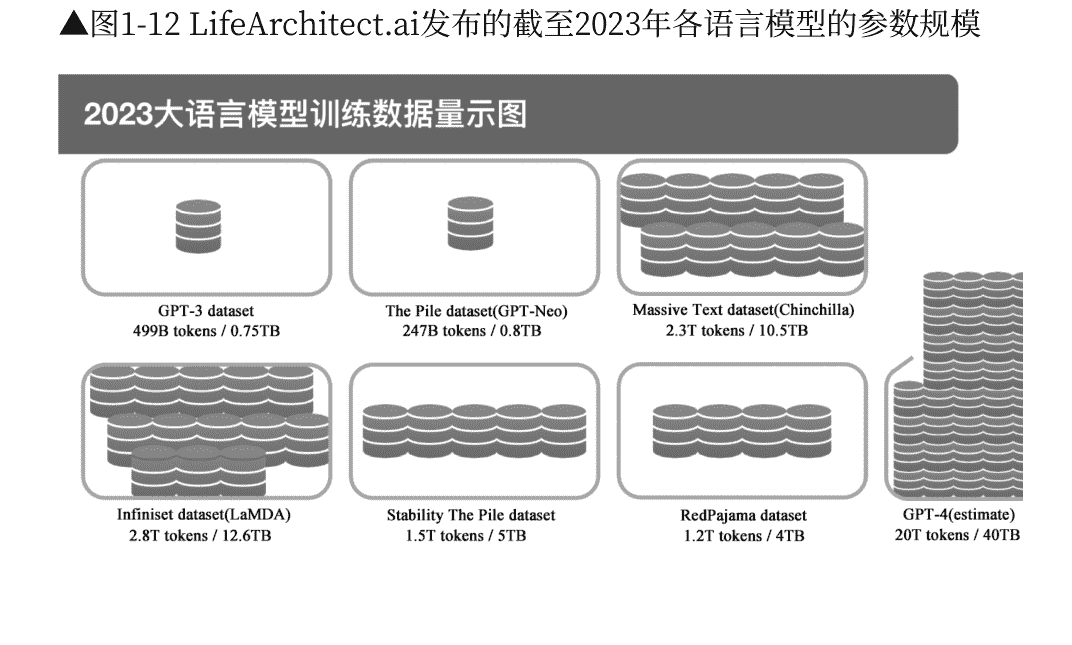 ▲图1-12 LifeArchitect.ai发布的截至2023年各语言模型的参数规模
2023大语言模型训练数据量示图
GPT-3 dataset
499B tokens / 0.75TB
The Pile dataset(GPT-Neo)
247B tokens / 0.8TB
Massive Text dataset(Chinchilla)
2.3T tokens / 10.5TB
Infiniset dataset(LaMDA)
2.8T tokens / 12.6TB
Stability The Pile dataset
1.5T tokens / 5TB
RedPajama dataset
1.2T tokens / 4TB
GPT-4(estimate)
20T tokens / 40TB